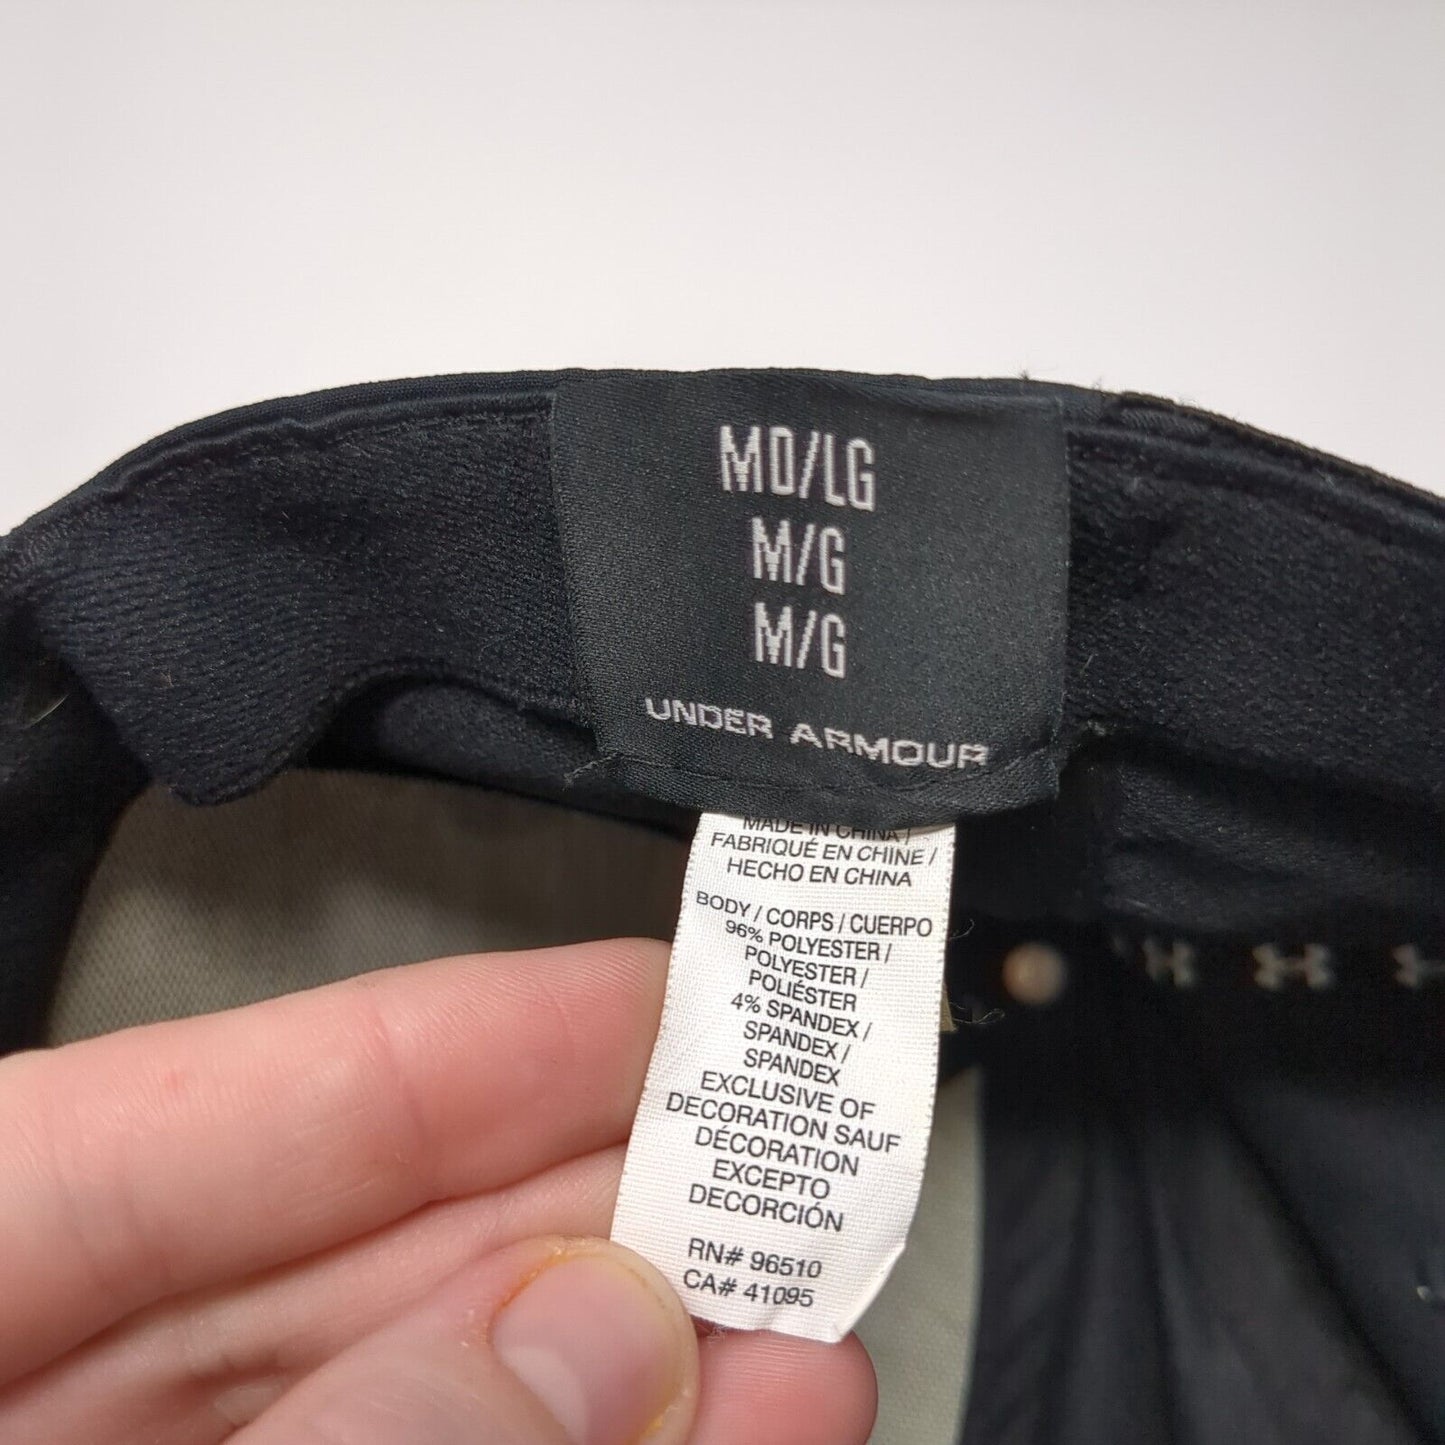 MD/LG
M/G
M/G
UNDER ARMOUR
MADE IN CHINA /
FABRIQUÉ EN CHINE /
HECHO EN CHINA
BODY / CORPS / CUERPO
96% POLYESTER /
POLYESTER /
POLIÉSTER
4% SPANDEX /
SPANDEX /
SPANDEX
EXCLUSIVE OF
DECORATION SAUF
DÉCORATION
EXCEPTO
DECORCIÓN
RN# 96510
CA# 41095